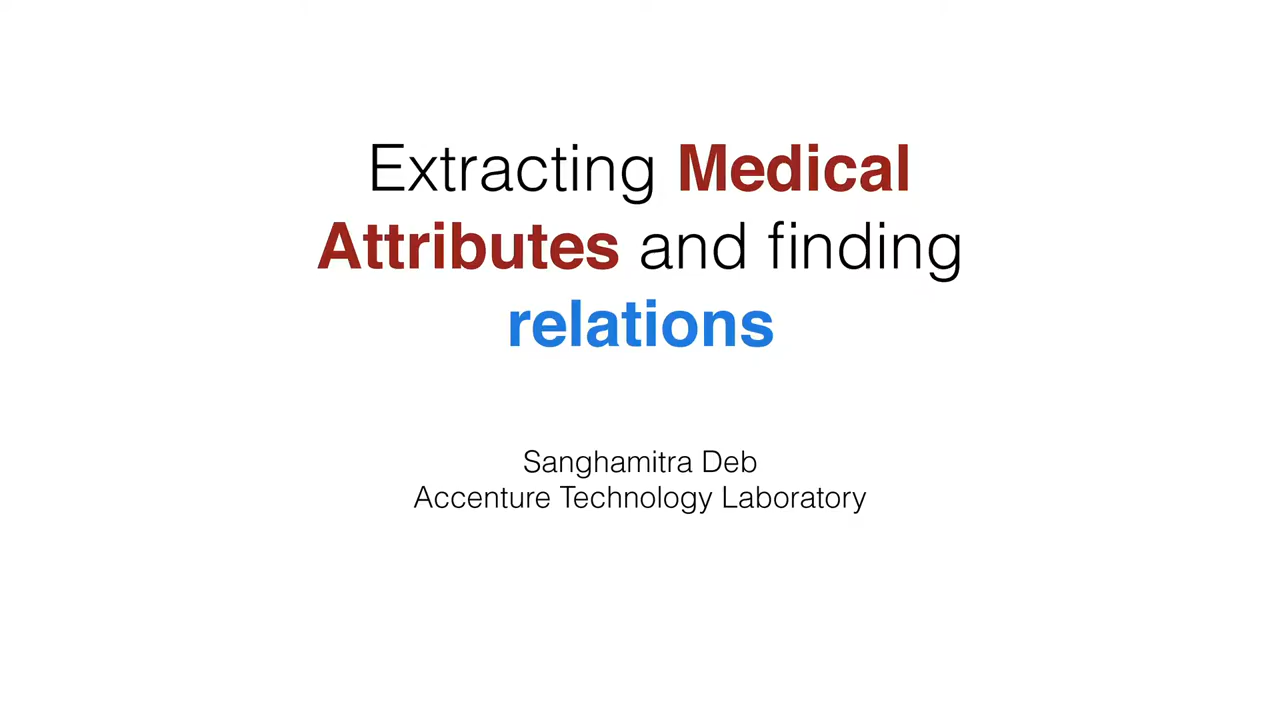 Extracting Medical
Attributes and finding
relations
Sanghamitra Deb
Accenture Technology Laboratory